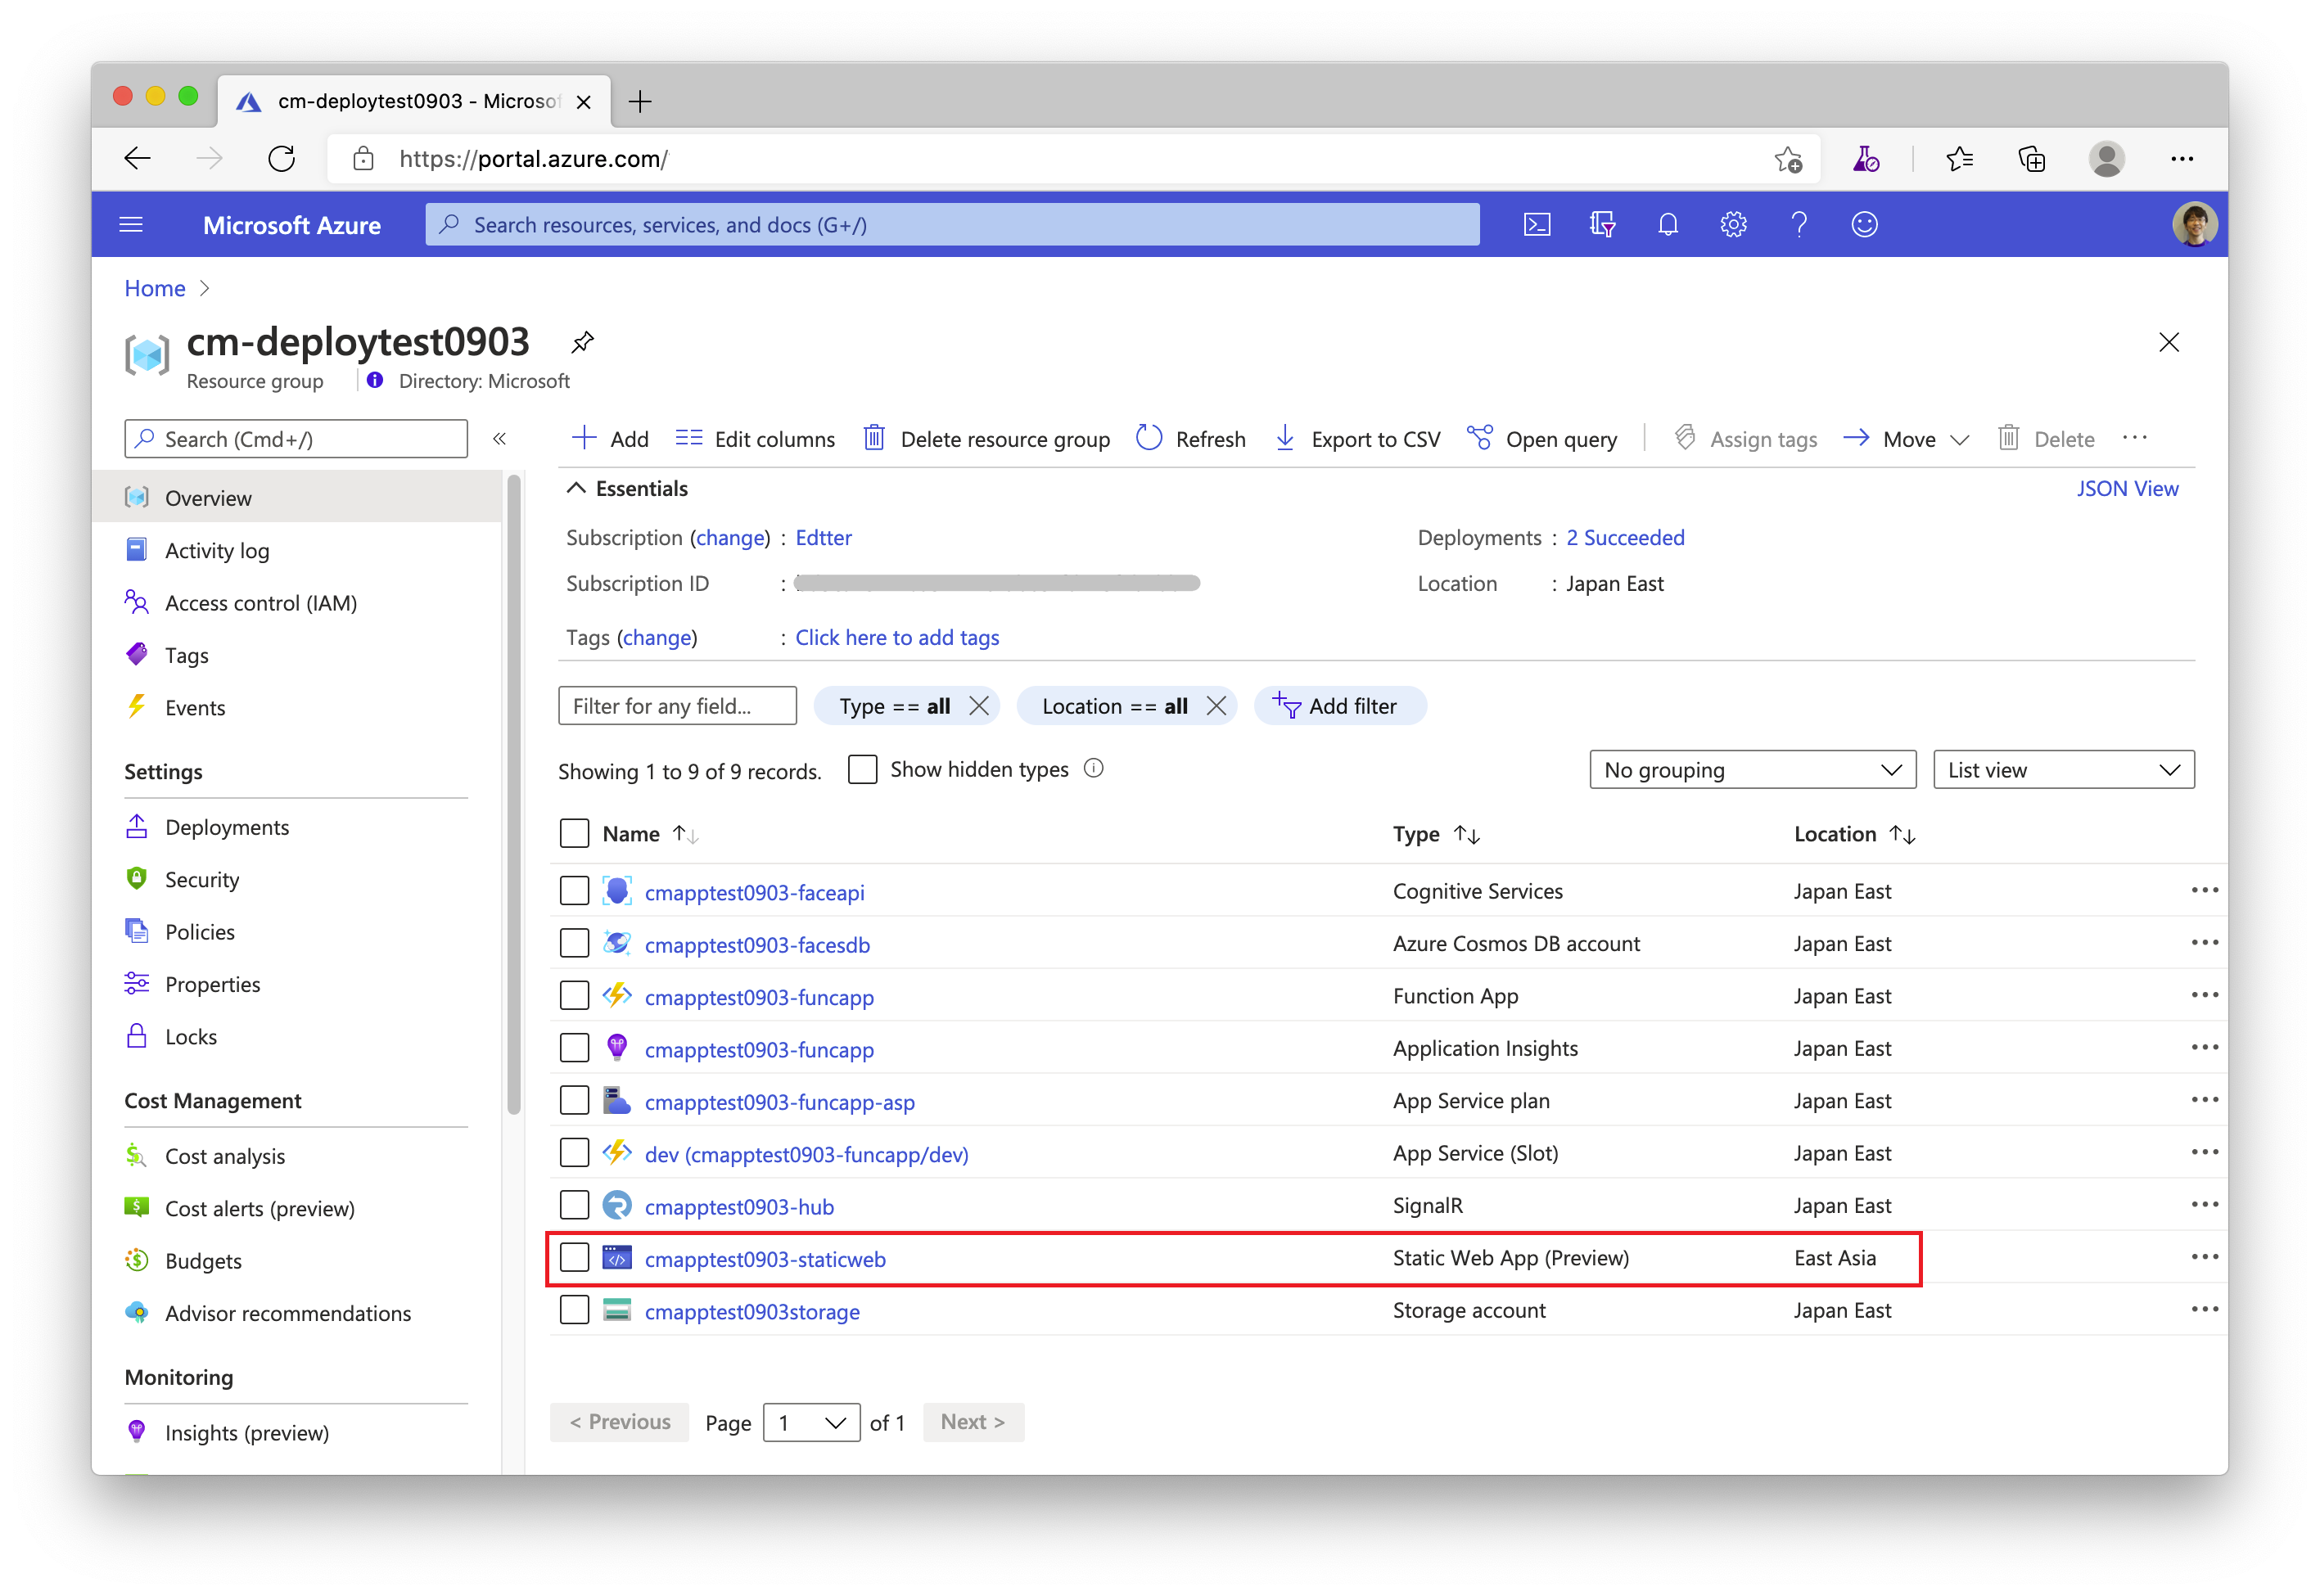 cm-deploytest0903 - Microsof
https://portal.azure.com/
Microsoft Azure
Search resources, services, and docs (G+/)
Home
cm-deploytest0903
Resource group
Directory: Microsoft
Search (Cmd+/)
Add
Edit columns
Delete resource group
Refresh
Export to CSV
Open query
Assign tags
Move
Delete
Overview
Activity log
Access control (IAM)
Tags
Events
Settings
Deployments
Security
Policies
Properties
Locks
Cost Management
Cost analysis
Cost alerts (preview)
Budgets
Advisor recommendations
Monitoring
Insights (preview)
Essentials
JSON View
Subscription (change) : Edtter
Deployments : 2 Succeeded
Subscription ID :
Location : Japan East
Tags (change) : Click here to add tags
Filter for any field...
Type == all
Location == all
Add filter
Showing 1 to 9 of 9 records.
Show hidden types
No grouping
List view
Name Type Location
cmapptest0903-faceapi Cognitive Services Japan East
cmapptest0903-facesdb Azure Cosmos DB account Japan East
cmapptest0903-funcapp Function App Japan East
cmapptest0903-funcapp Application Insights Japan East
cmapptest0903-funcapp-asp App Service plan Japan East
dev (cmapptest0903-funcapp/dev) App Service (Slot) Japan East
cmapptest0903-hub SignalR Japan East
cmapptest0903-staticweb Static Web App (Preview) East Asia
cmapptest0903storage Storage account Japan East
< Previous Page 1 of 1 Next >